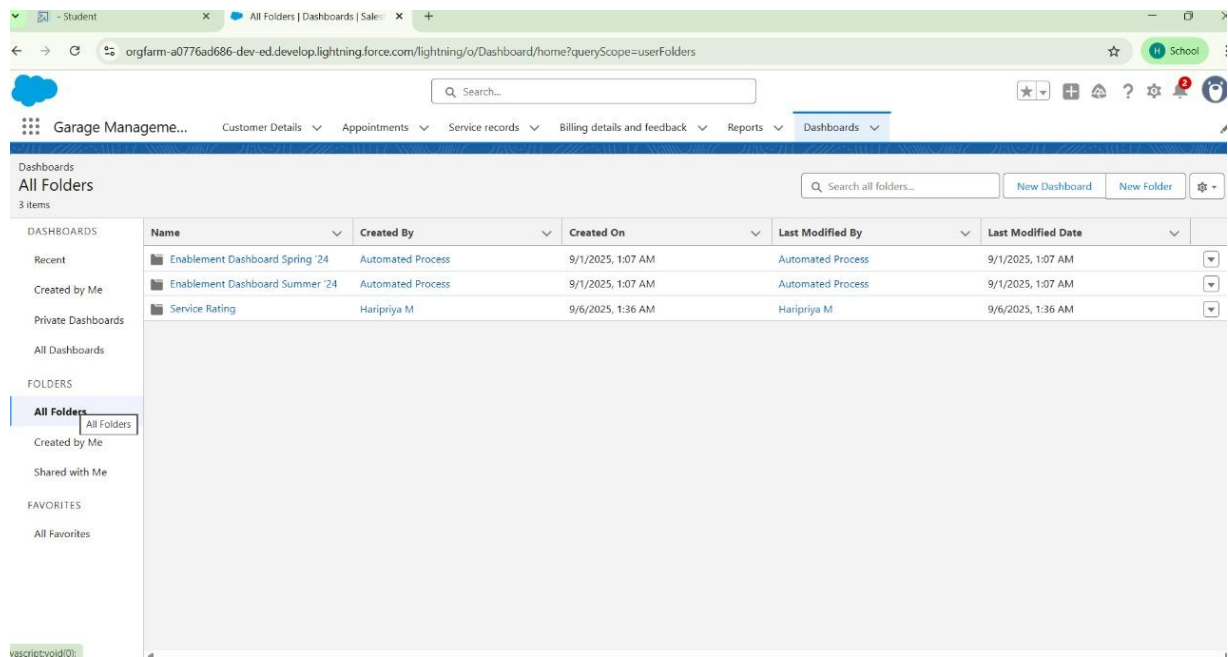 - Student
All Folders | Dashboards | Sales
orgfarm-a0776ad686-dev-ed.develop.lightning.force.com/lightning/o/Dashboard/home?queryScope=userFolders
H School
Search...
2
Garage Manageme... Customer Details Appointments Service records Billing details and feedback Reports Dashboards
Dashboards
All Folders
3 items
Search all folders...
New Dashboard New Folder
DASHBOARDS
Name Created By Created On Last Modified By Last Modified Date
Recent
Enablement Dashboard Spring '24 Automated Process 9/1/2025, 1:07 AM Automated Process 9/1/2025, 1:07 AM
Created by Me
Enablement Dashboard Summer '24 Automated Process 9/1/2025, 1:07 AM Automated Process 9/1/2025, 1:07 AM
Private Dashboards
Service Rating Haripriya M 9/6/2025, 1:36 AM Haripriya M 9/6/2025, 1:36 AM
All Dashboards
FOLDERS
All Folders
All Folders
Created by Me
Shared with Me
FAVORITES
All Favorites
vascript:void(0);